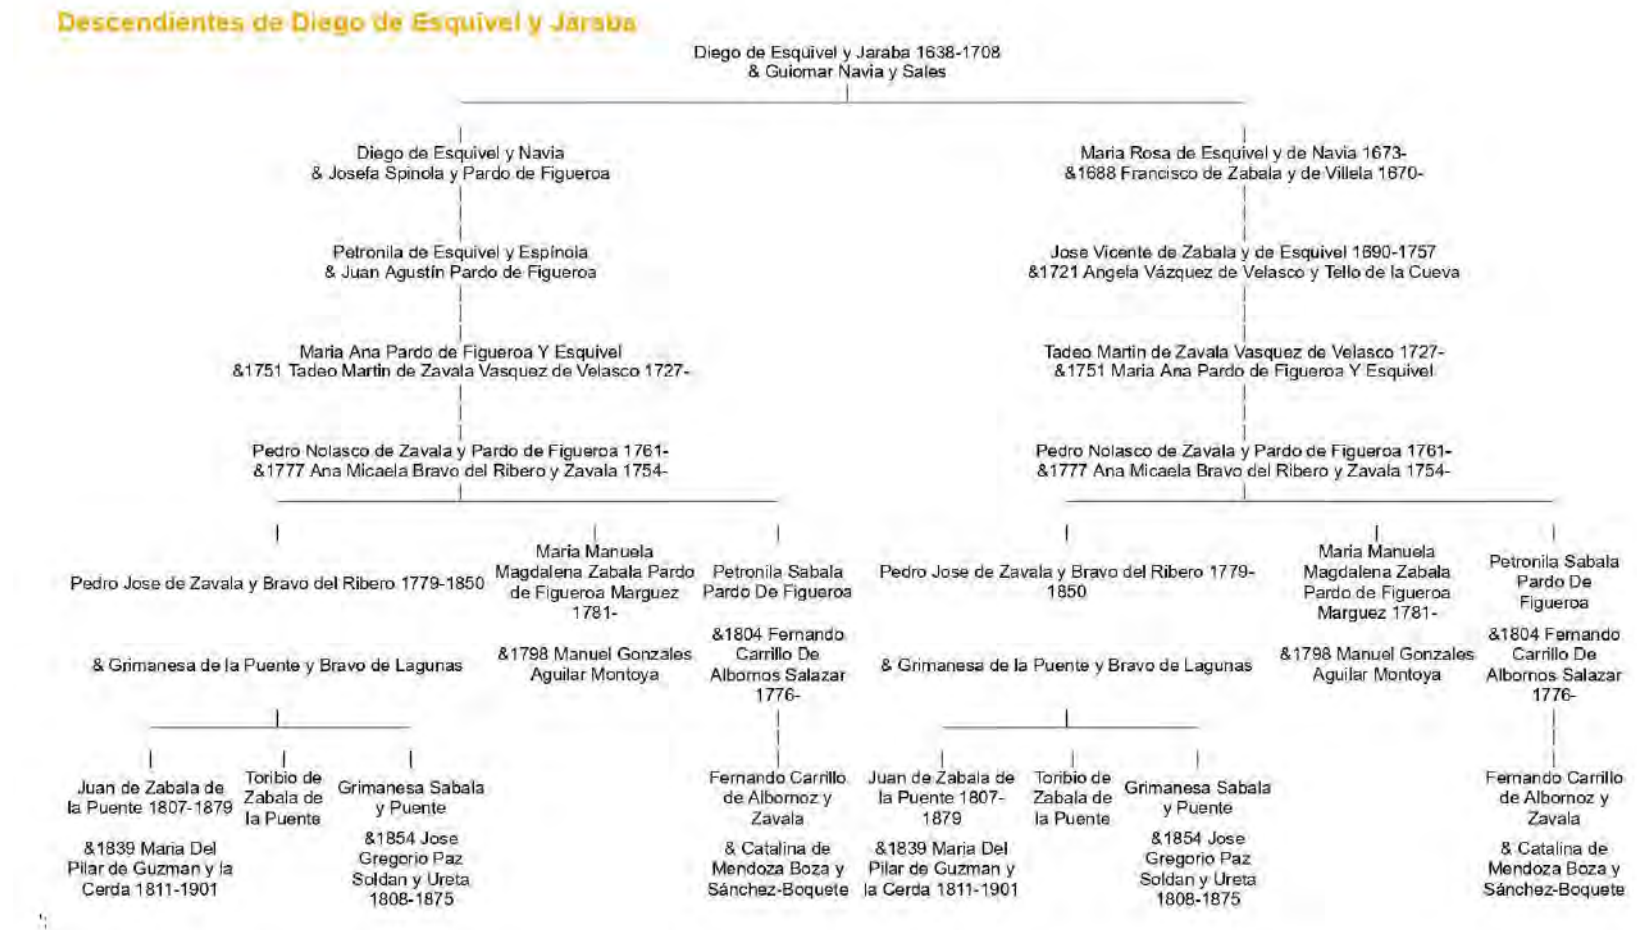 Descendientes de Diego de Esquivel y Jaraba
Diego de Esquivel y Jaraba 1638-1708
& Guiomar Navia y Sales
Diego de Esquivel y Navia
& Josefa Spinola y Pardo de Figueroa
Maria Rosa de Esquivel y de Navia 1673-
&1688 Francisco de Zabala y de Villela 1670-
Petronila de Esquivel y Espínola
& Juan Agustín Pardo de Figueroa
Jose Vicente de Zabala y de Esquivel 1690-1757
&1721 Angela Vázquez de Velasco y Tello de la Cueva
Maria Ana Pardo de Figueroa Y Esquivel
&1751 Tadeo Martin de Zavala Vasquez de Velasco 1727-
Tadeo Martin de Zavala Vasquez de Velasco 1727-
&1751 Maria Ana Pardo de Figueroa Y Esquivel
Pedro Nolasco de Zavala y Pardo de Figueroa 1761-
&1777 Ana Micaela Bravo del Ribero y Zavala 1754-
Pedro Nolasco de Zavala y Pardo de Figueroa 1761-
&1777 Ana Micaela Bravo del Ribero y Zavala 1754-
Pedro Jose de Zavala y Bravo del Ribero 1779-1850
& Grimanesa de la Puente y Bravo de Lagunas
Maria Manuela
Magdalena Zabala Pardo
de Figueroa Marguez
1781-
&1798 Manuel Gonzales
Aguilar Montoya
Petronila Sabala
Pardo De Figueroa
&1804 Fernando
Carrillo De
Albornos Salazar
1776-
Pedro Jose de Zavala y Bravo del Ribero 1779-
1850
& Grimanesa de la Puente y Bravo de Lagunas
Maria Manuela
Magdalena Zabala
Pardo de Figueroa
Marguez 1781-
&1798 Manuel Gonzales
Aguilar Montoya
Petronila Sabala
Pardo De
Figueroa
&1804 Fernando
Carrillo De
Albornos Salazar
1776-
Juan de Zabala de
la Puente 1807-1879
&1839 Maria Del
Pilar de Guzman y la
Cerda 1811-1901
Toribio de
Zabala de
la Puente
Grimanesa Sabala
y Puente
&1854 Jose
Gregorio Paz
Soldan y Ureta
1808-1875
Fernando Carrillo
de Albornoz y
Zavala
& Catalina de
Mendoza Boza y
Sánchez-Boquete
Juan de Zabala de
la Puente 1807-
1879
&1839 Maria Del
Pilar de Guzman y
la Cerda 1811-1901
Toribio de
Zabala de
la Puente
Grimanesa Sabala
y Puente
&1854 Jose
Gregorio Paz
Soldan y Ureta
1808-1875
Fernando Carrillo
de Albornoz y
Zavala
& Catalina de
Mendoza Boza y
Sánchez-Boquete